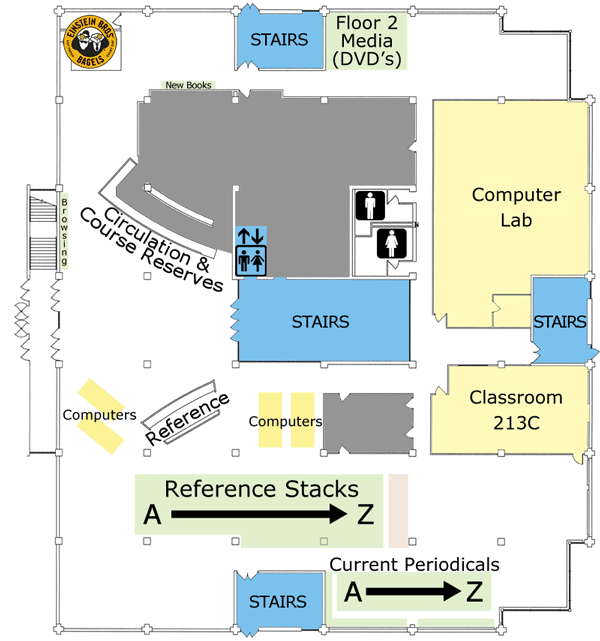 EINSTEIN BROS
BAGELS
STAIRS
Floor 2
Media
(DVD's)
New Books
Browsing
Circulation &
Course Reserves
Computer
Lab
STAIRS
STAIRS
Computers
Reference
Computers
Classroom
213C
Reference Stacks
A Z
Current Periodicals
A Z
STAIRS